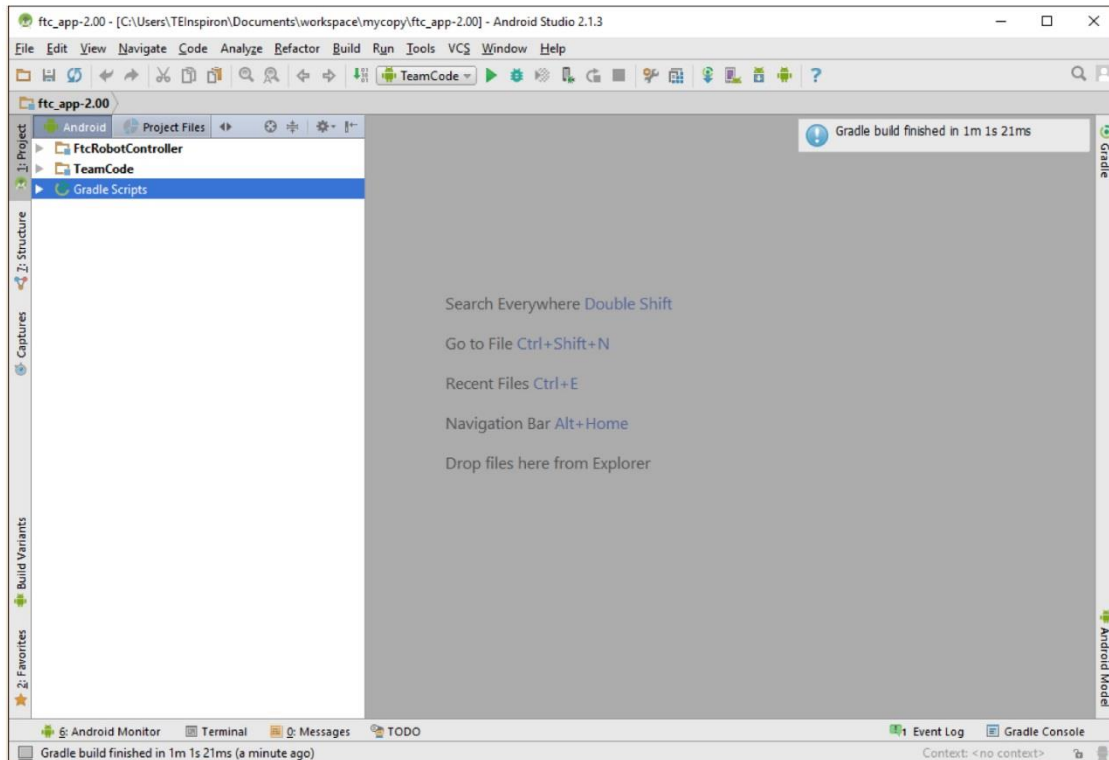 ftc_app-2.00 - [C:\Users\TEInspiron\Documents\workspace\mycopy\ftc_app-2.00] - Android Studio 2.1.3
File Edit View Navigate Code Analyze Refactor Build Run Tools VCS Window Help
TeamCode
ftc_app-2.00
Android Project Files
FtcRobotController
TeamCode
Gradle Scripts
1: Project
7: Structure
Captures
Build Variants
2: Favorites
Search Everywhere Double Shift
Go to File Ctrl+Shift+N
Recent Files Ctrl+E
Navigation Bar Alt+Home
Drop files here from Explorer
Gradle build finished in 1m 1s 21ms
Gradle
Android Model
6: Android Monitor Terminal 0: Messages TODO 1 Event Log Gradle Console
Gradle build finished in 1m 1s 21ms (a minute ago) Context: <no context>